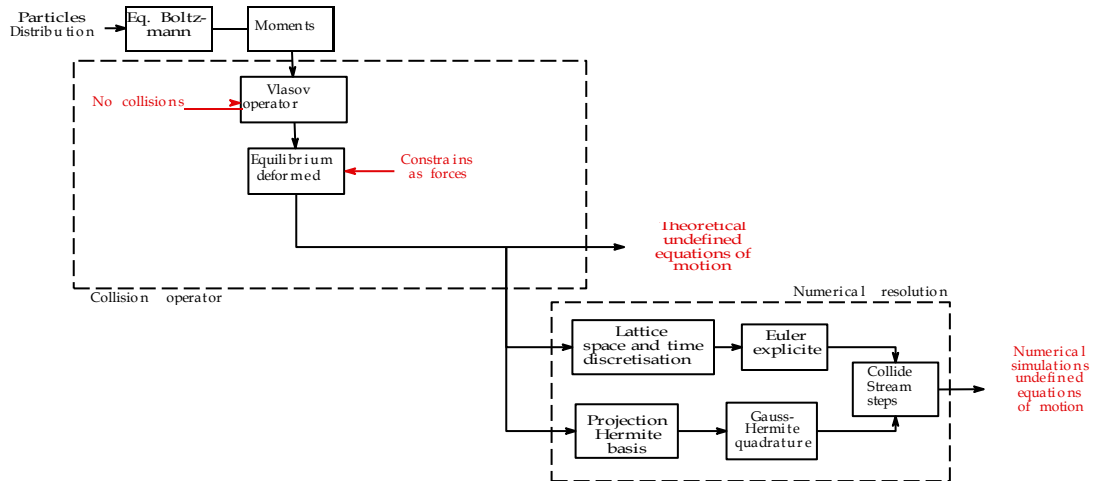 Particles
Distribution
Eq. Boltz-
mann
Moments
Vlasov
operator
No collisions
Equilibrium
deformed
Constrains
as forces
Theoretical
undefined
equations of
motion
Collision operator
Numerical resolution
Lattice
space and time
discretisation
Euler
explicite
Collide
Stream
steps
Numerical
simulations
undefined
equations
of motion
Projection
Hermite
basis
Gauss-
Hermite
quadrature